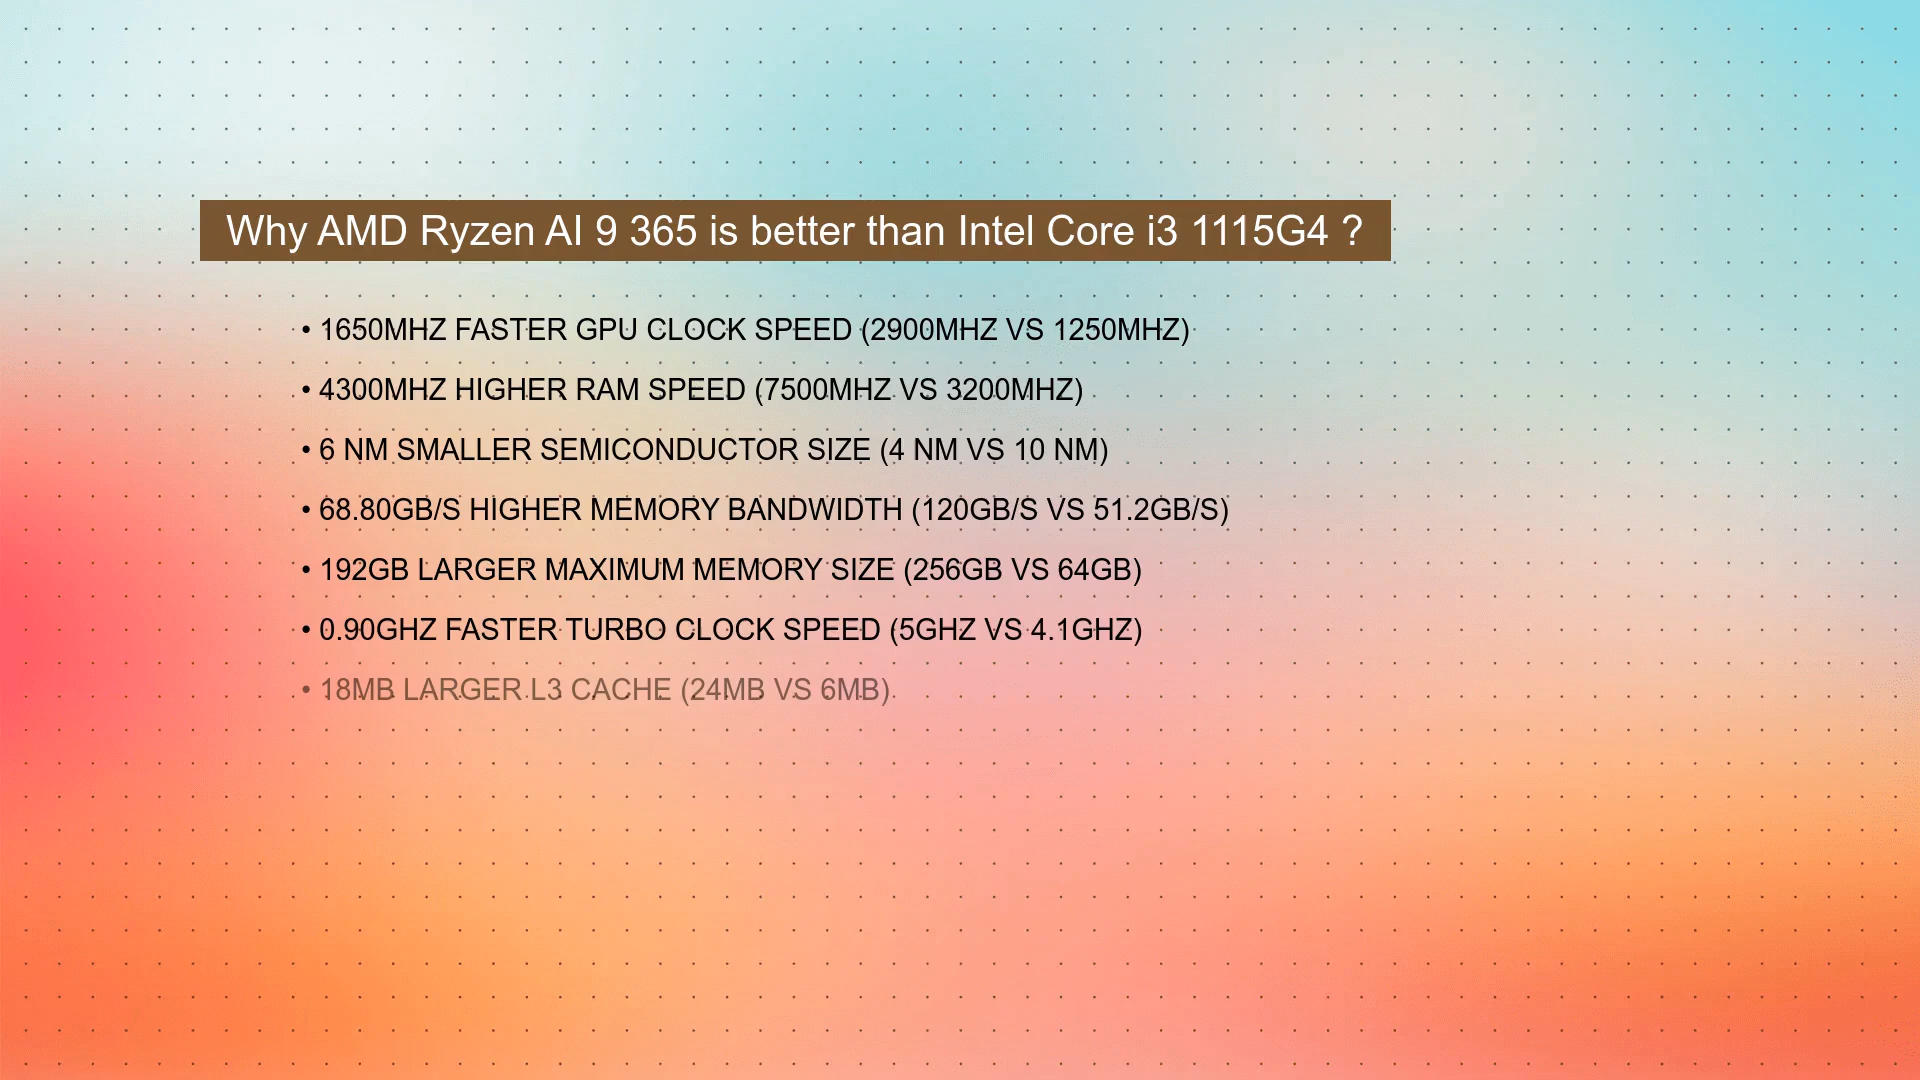 Why AMD Ryzen AI 9 365 is better than Intel Core i3 1115G4 ?
• 1650MHZ FASTER GPU CLOCK SPEED (2900MHZ VS 1250MHZ)
• 4300MHZ HIGHER RAM SPEED (7500MHZ VS 3200MHZ)
• 6 NM SMALLER SEMICONDUCTOR SIZE (4 NM VS 10 NM)
• 68.80GB/S HIGHER MEMORY BANDWIDTH (120GB/S VS 51.2GB/S)
• 192GB LARGER MAXIMUM MEMORY SIZE (256GB VS 64GB)
• 0.90GHZ FASTER TURBO CLOCK SPEED (5GHZ VS 4.1GHZ)
• 18MB LARGER L3 CACHE (24MB VS 6MB)